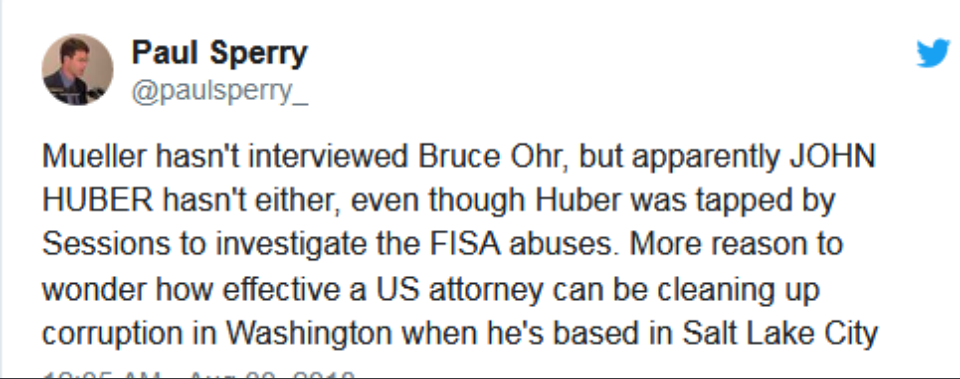 Paul Sperry
@paulsperry_
Mueller hasn't interviewed Bruce Ohr, but apparently JOHN
HUBER hasn't either, even though Huber was tapped by
Sessions to investigate the FISA abuses. More reason to
wonder how effective a US attorney can be cleaning up
corruption in Washington when he's based in Salt Lake City